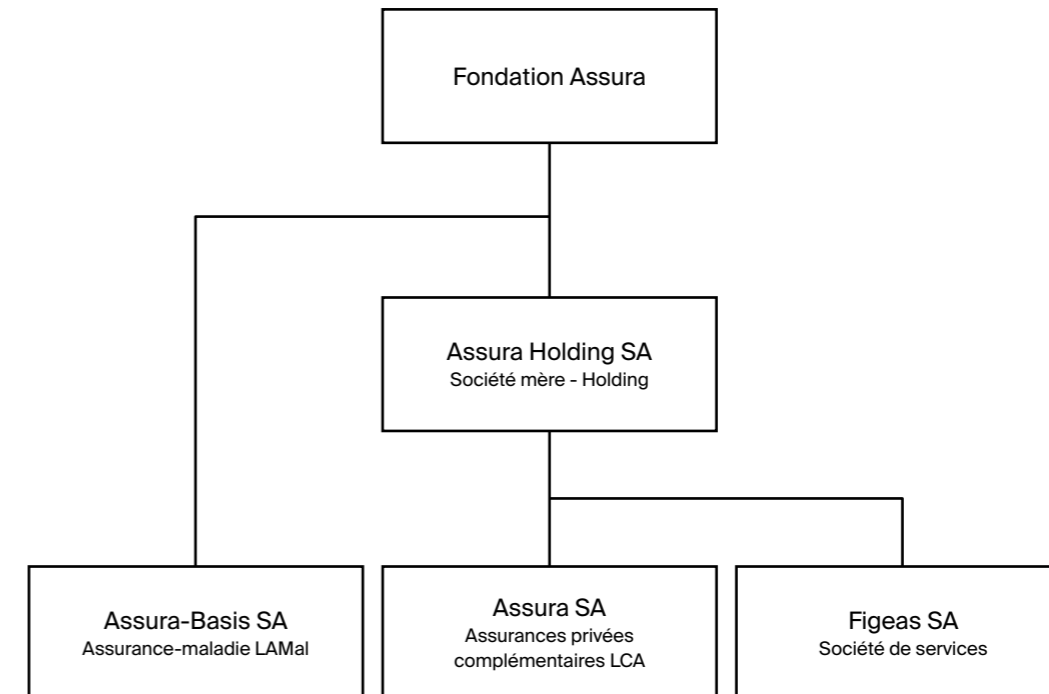 Fondation Assura
Assura Holding SA
Société mère - Holding
Assura-Basis SA
Assurance-maladie LAMal
Assura SA
Assurances privées
complémentaires LCA
Figeas SA
Société de services